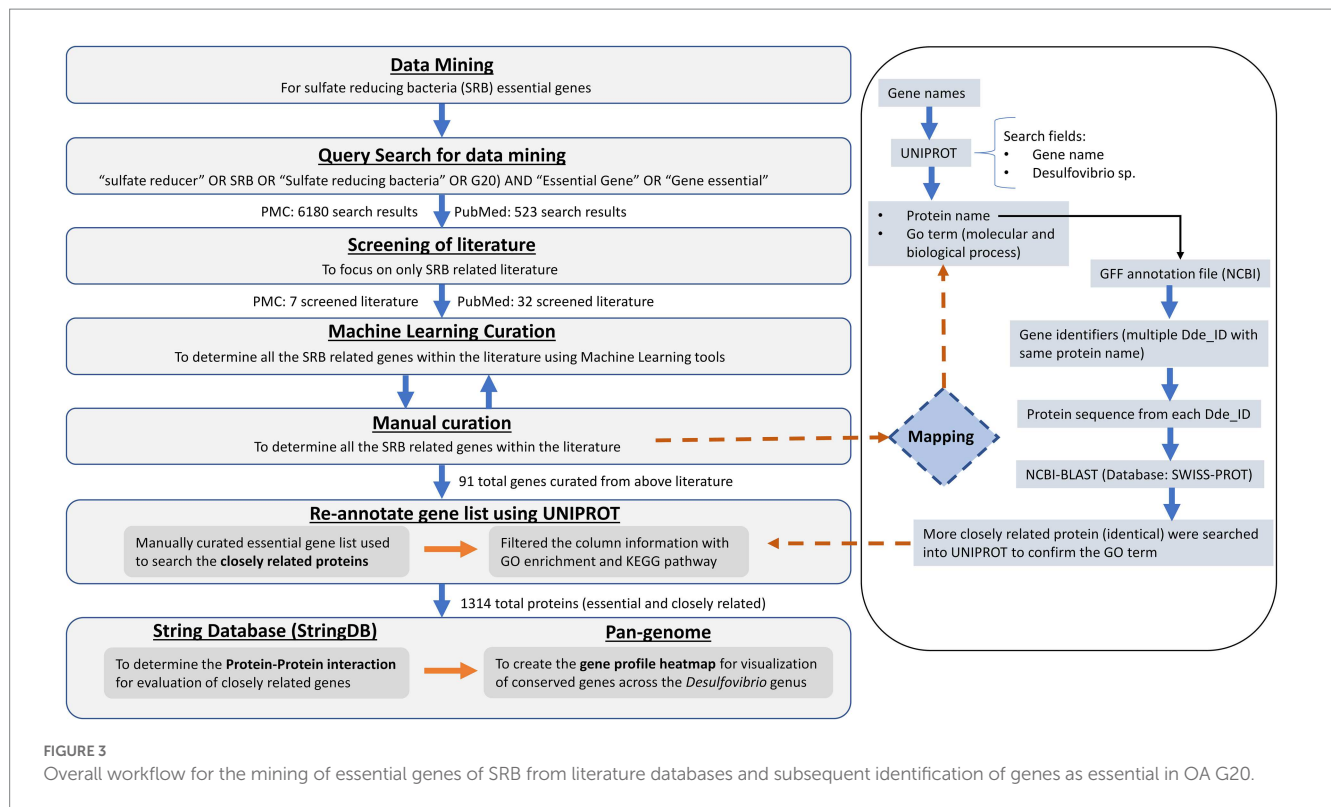 Data Mining
For sulfate reducing bacteria (SRB) essential genes
Query Search for data mining
“sulfate reducer” OR SRB OR “Sulfate reducing bacteria” OR G20) AND “Essential Gene” OR “Gene essential”
PMC: 6180 search results
PubMed: 523 search results
Screening of literature
To focus on only SRB related literature
PMC: 7 screened literature
PubMed: 32 screened literature
Machine Learning Curation
To determine all the SRB related genes within the literature using Machine Learning tools
Manual curation
To determine all the SRB related genes within the literature
91 total genes curated from above literature
Re-annotate gene list using UNIPROT
Manually curated essential gene list used
to search the closely related proteins
Filtered the column information with
GO enrichment and KEGG pathway
1314 total proteins (essential and closely related)
String Database (StringDB)
To determine the Protein-Protein interaction
for evaluation of closely related genes
Pan-genome
To create the gene profile heatmap for visualization
of conserved genes across the Desulfovibrio genus
Mapping
Gene names
UNIPROT
Search fields:
• Gene name
• Desulfovibrio sp.
• Protein name
• Go term (molecular and
biological process)
GFF annotation file (NCBI)
Gene identifiers (multiple Dde_ID with
same protein name)
Protein sequence from each Dde_ID
NCBI-BLAST (Database: SWISS-PROT)
More closely related protein (identical) were searched
into UNIPROT to confirm the GO term
FIGURE 3
Overall workflow for the mining of essential genes of SRB from literature databases and subsequent identification of genes as essential in OA G20.